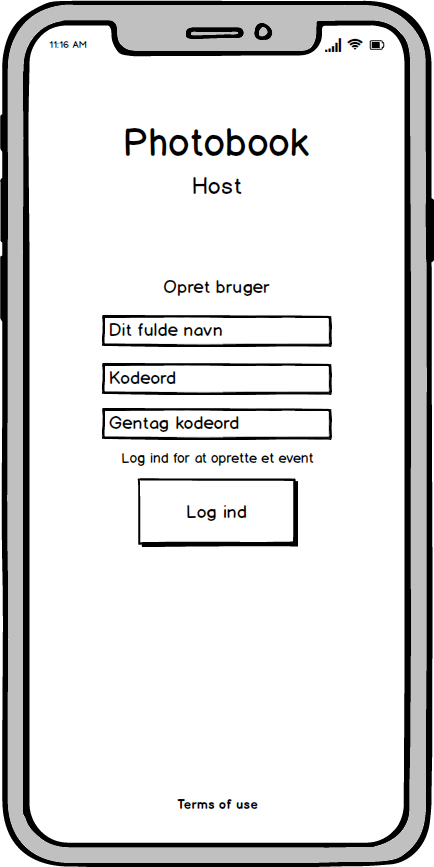 11:16 AM
Photobook
Host
Opret bruger
Dit fulde navn
Kodeord
Gentag kodeord
Log ind for at oprette et event
Log ind
Terms of use